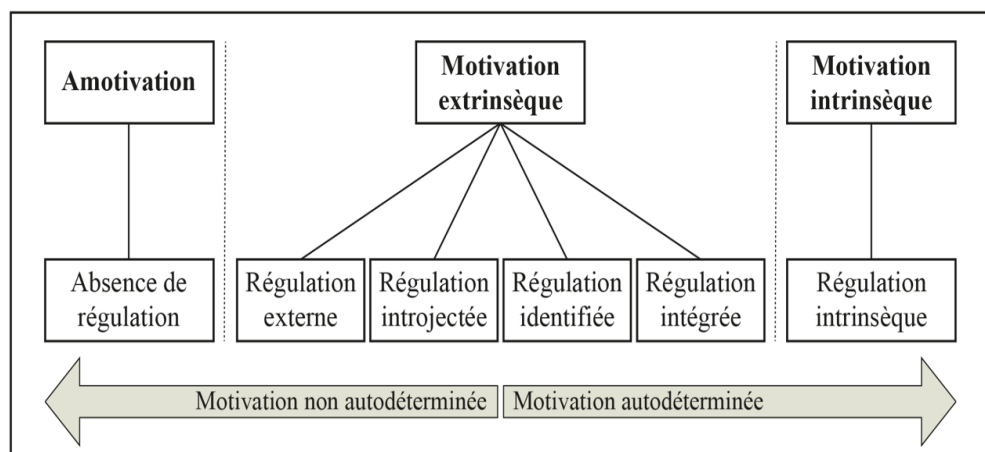 Amotivation
Motivation
extrinsèque
Motivation
intrinsèque
Absence de
régulation
Régulation
externe
Régulation
introjectée
Régulation
identifiée
Régulation
intégrée
Régulation
intrinsèque
Motivation non autodéterminée
Motivation autodéterminée